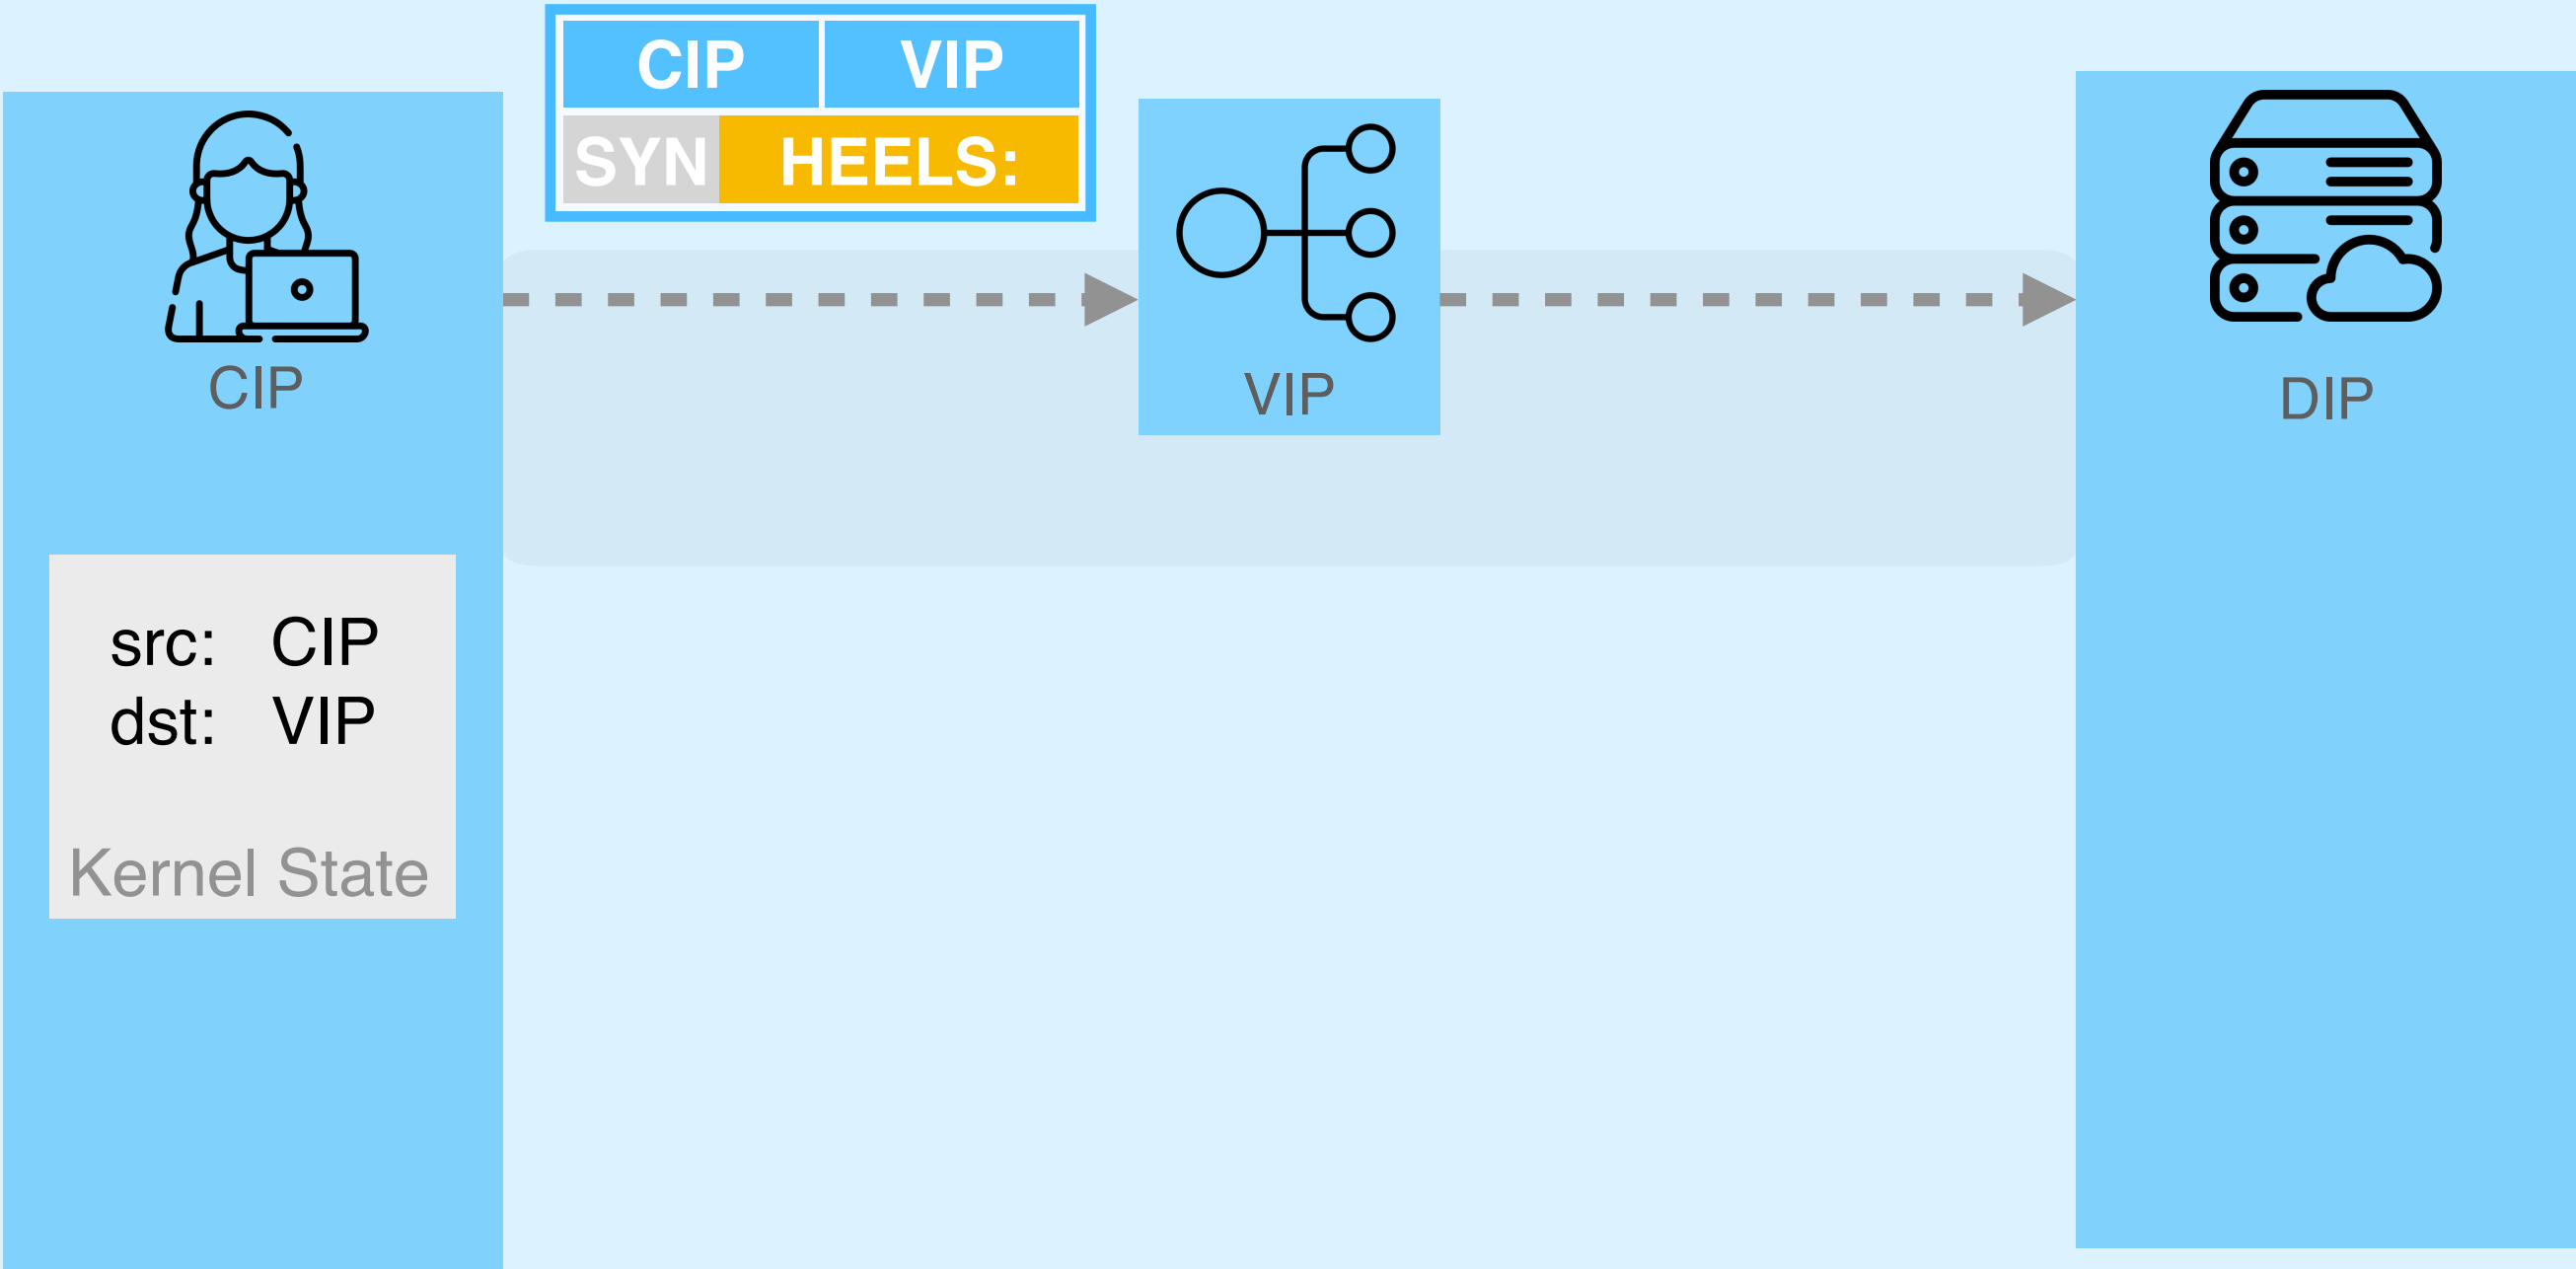 CIP VIP
SYN HEELS:
CIP
VIP
DIP
src: CIP
dst: VIP
Kernel State